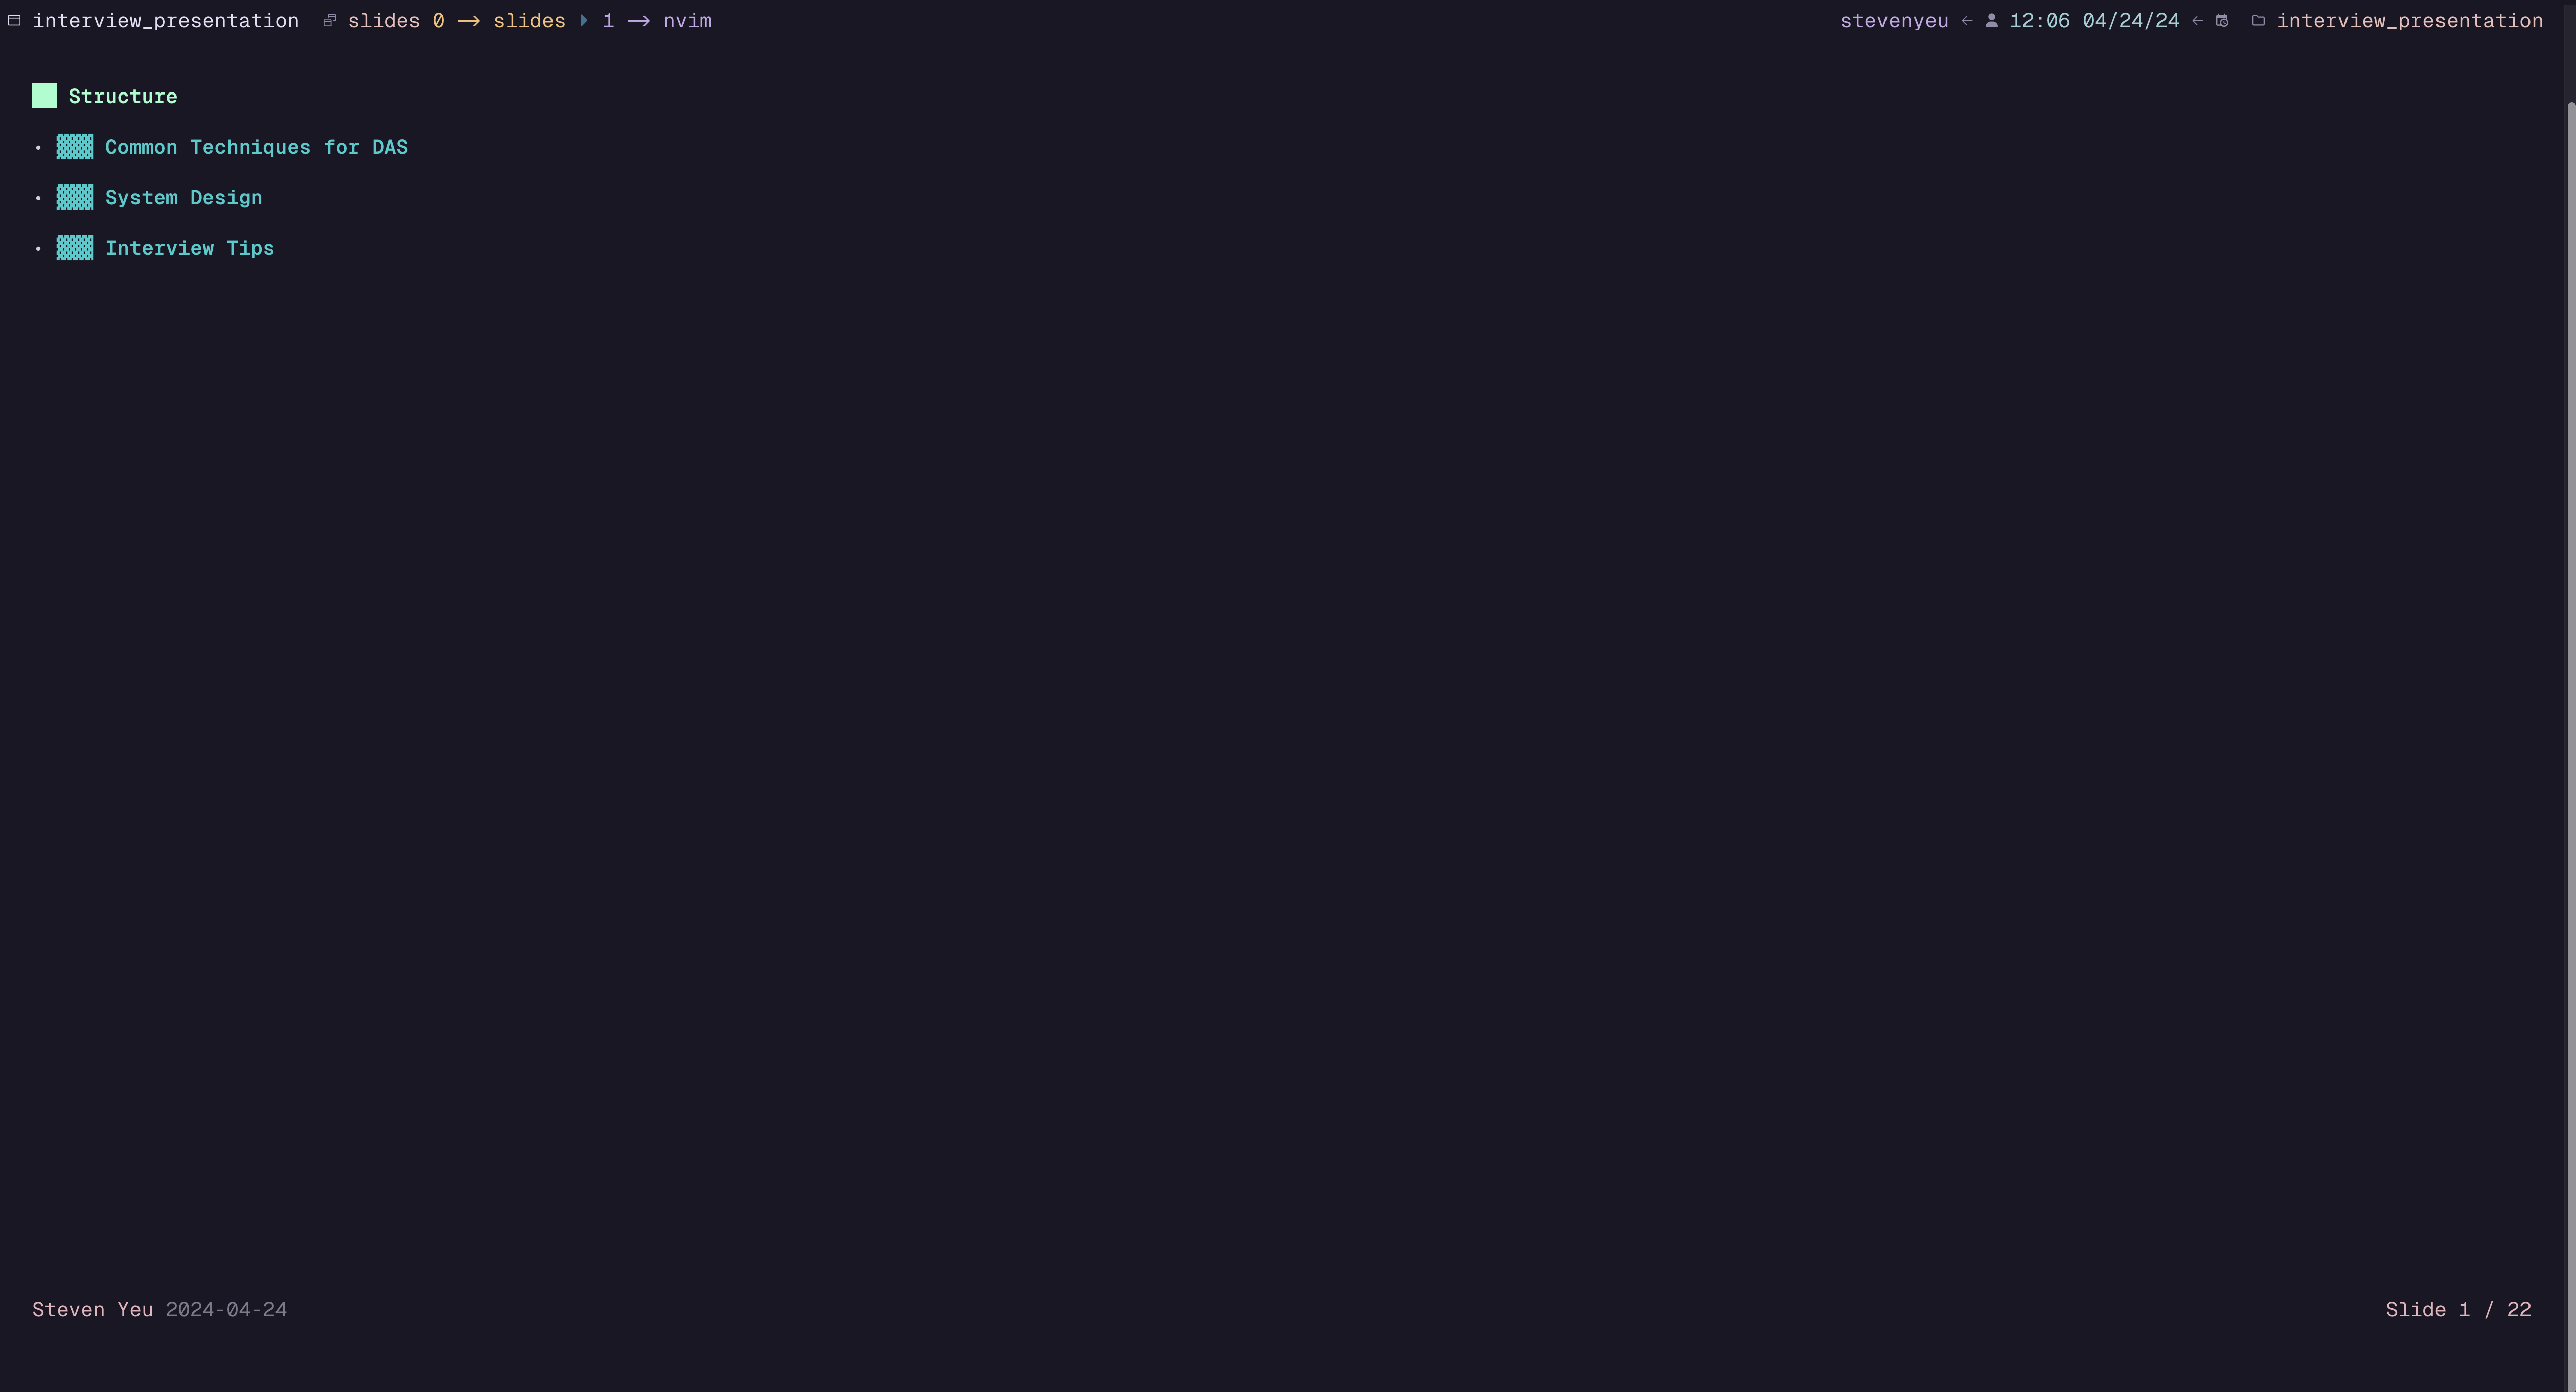 interview_presentation slides 0 → slides 1 → nvim stevenyeu ← 12:06 04/24/24 ← interview_presentation
██ Structure
• ▓▓▓ Common Techniques for DAS
• ▓▓▓ System Design
• ▓▓▓ Interview Tips
Steven Yeu 2024-04-24 Slide 1 / 22